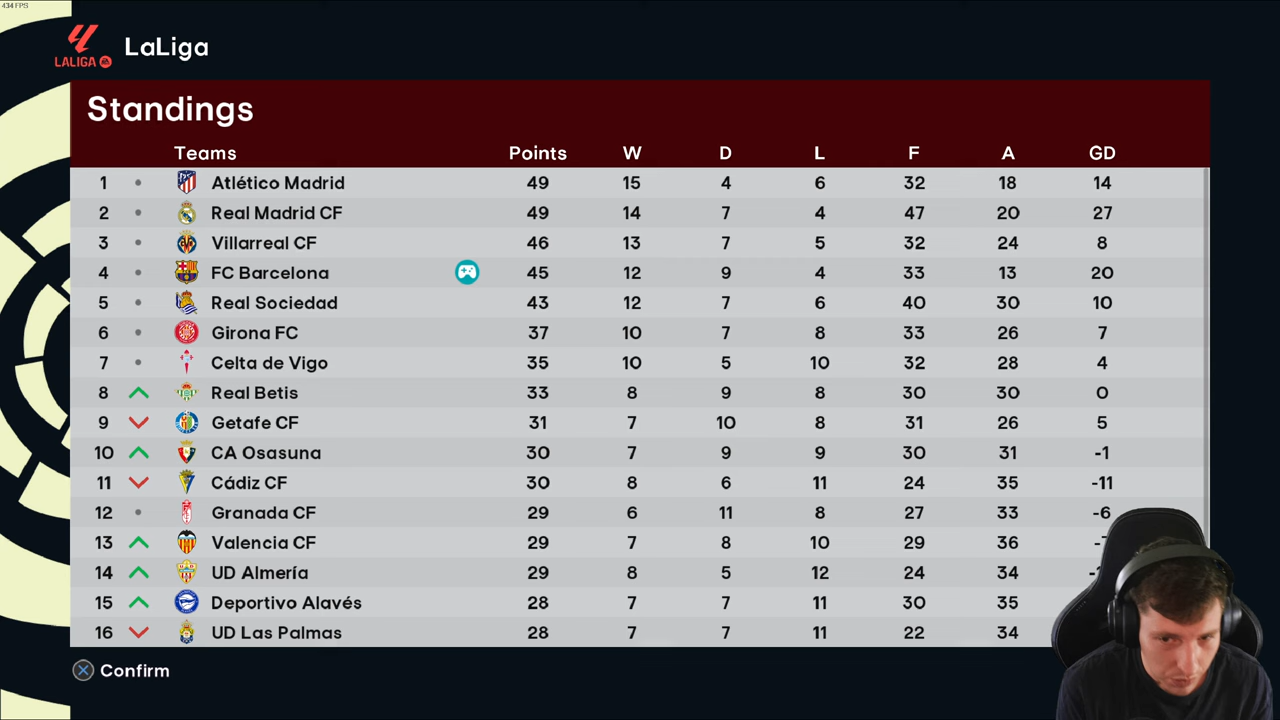 434 FPS
LALIGA EA
LaLiga
Standings
Teams Points W D L F A GD
1 Atlético Madrid 49 15 4 6 32 18 14
2 Real Madrid CF 49 14 7 4 47 20 27
3 Villarreal CF 46 13 7 5 32 24 8
4 FC Barcelona 45 12 9 4 33 13 20
5 Real Sociedad 43 12 7 6 40 30 10
6 Girona FC 37 10 7 8 33 26 7
7 Celta de Vigo 35 10 5 10 32 28 4
8 Real Betis 33 8 9 8 30 30 0
9 Getafe CF 31 7 10 8 31 26 5
10 CA Osasuna 30 7 9 9 30 31 -1
11 Cádiz CF 30 8 6 11 24 35 -11
12 Granada CF 29 6 11 8 27 33 -6
13 Valencia CF 29 7 8 10 29 36
14 UD Almería 29 8 5 12 24 34
15 Deportivo Alavés 28 7 7 11 30 35
16 UD Las Palmas 28 7 7 11 22 34
Confirm